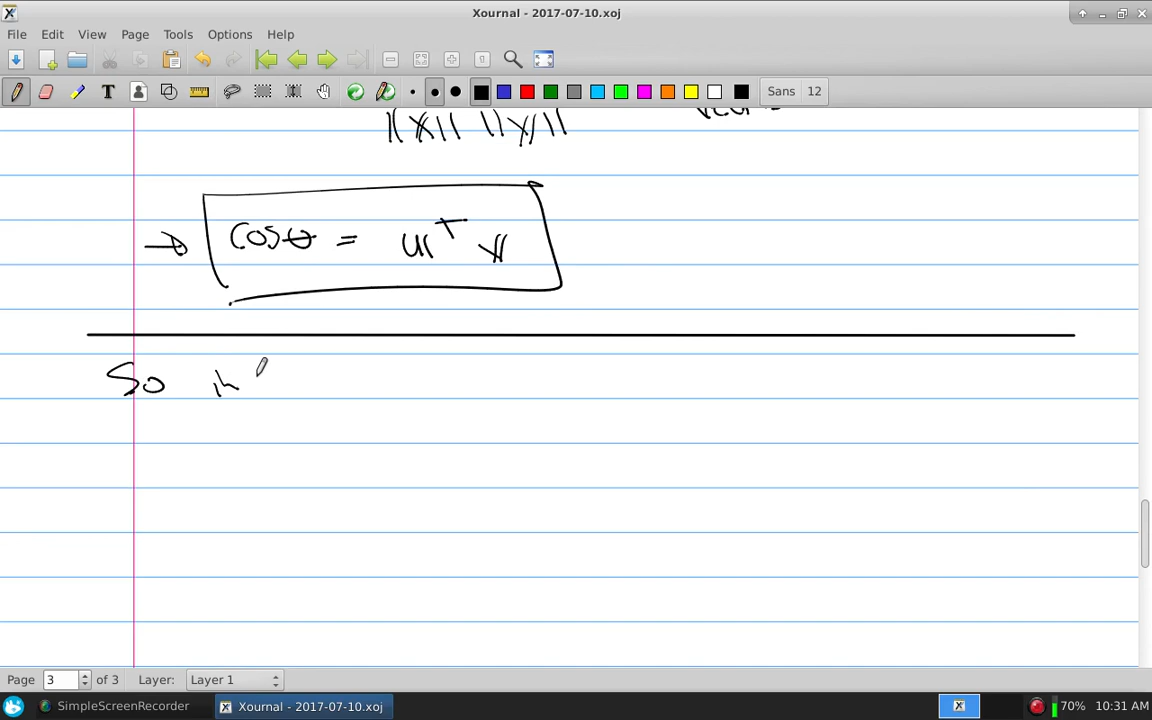 Xournal - 2017-07-10.xoj
File Edit View Page Tools Options Help
Sans 12
||x|| ||y||
→ cosθ = u^T v
So in
Page 3 of 3 Layer: Layer 1
SimpleScreenRecorder Xournal - 2017-07-10.xoj 70% 10:31 AM